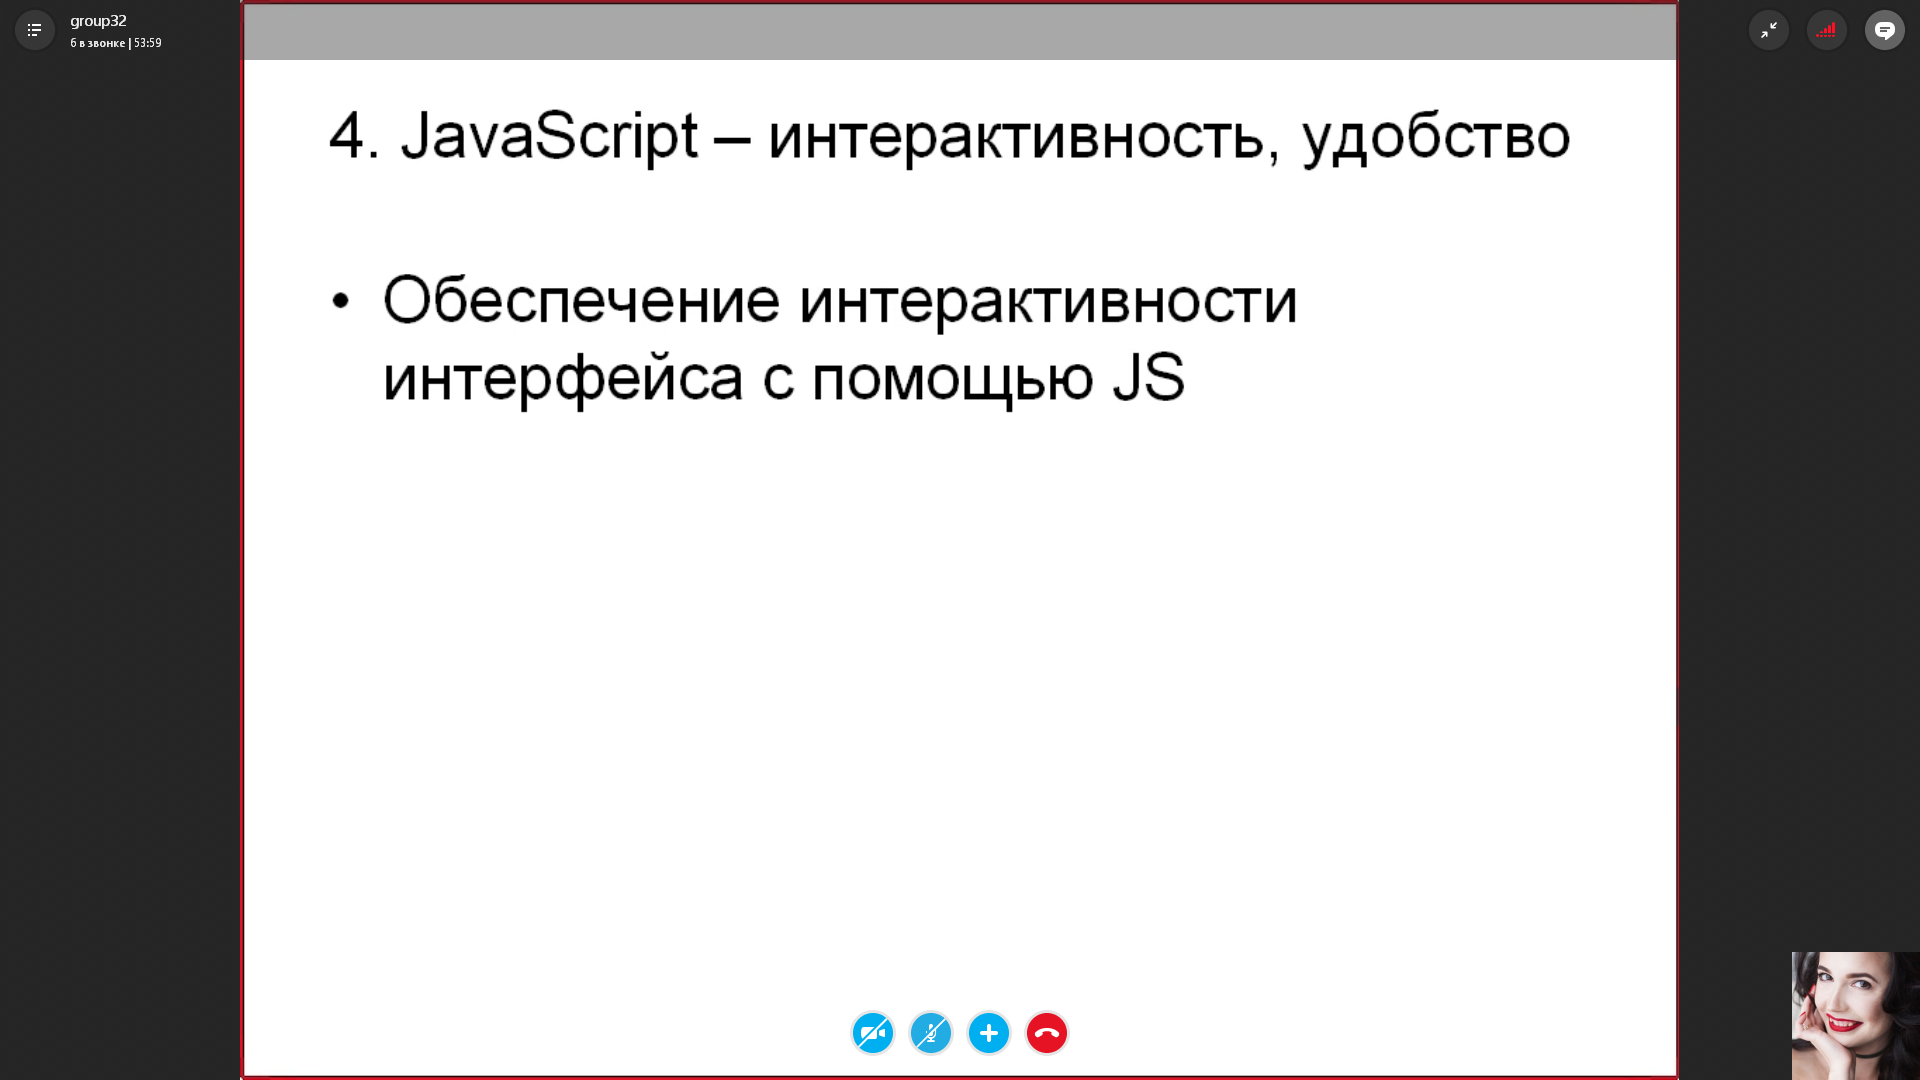 group32
6 в звонке | 53:59
4. JavaScript – интерактивность, удобство
• Обеспечение интерактивности
интерфейса с помощью JS